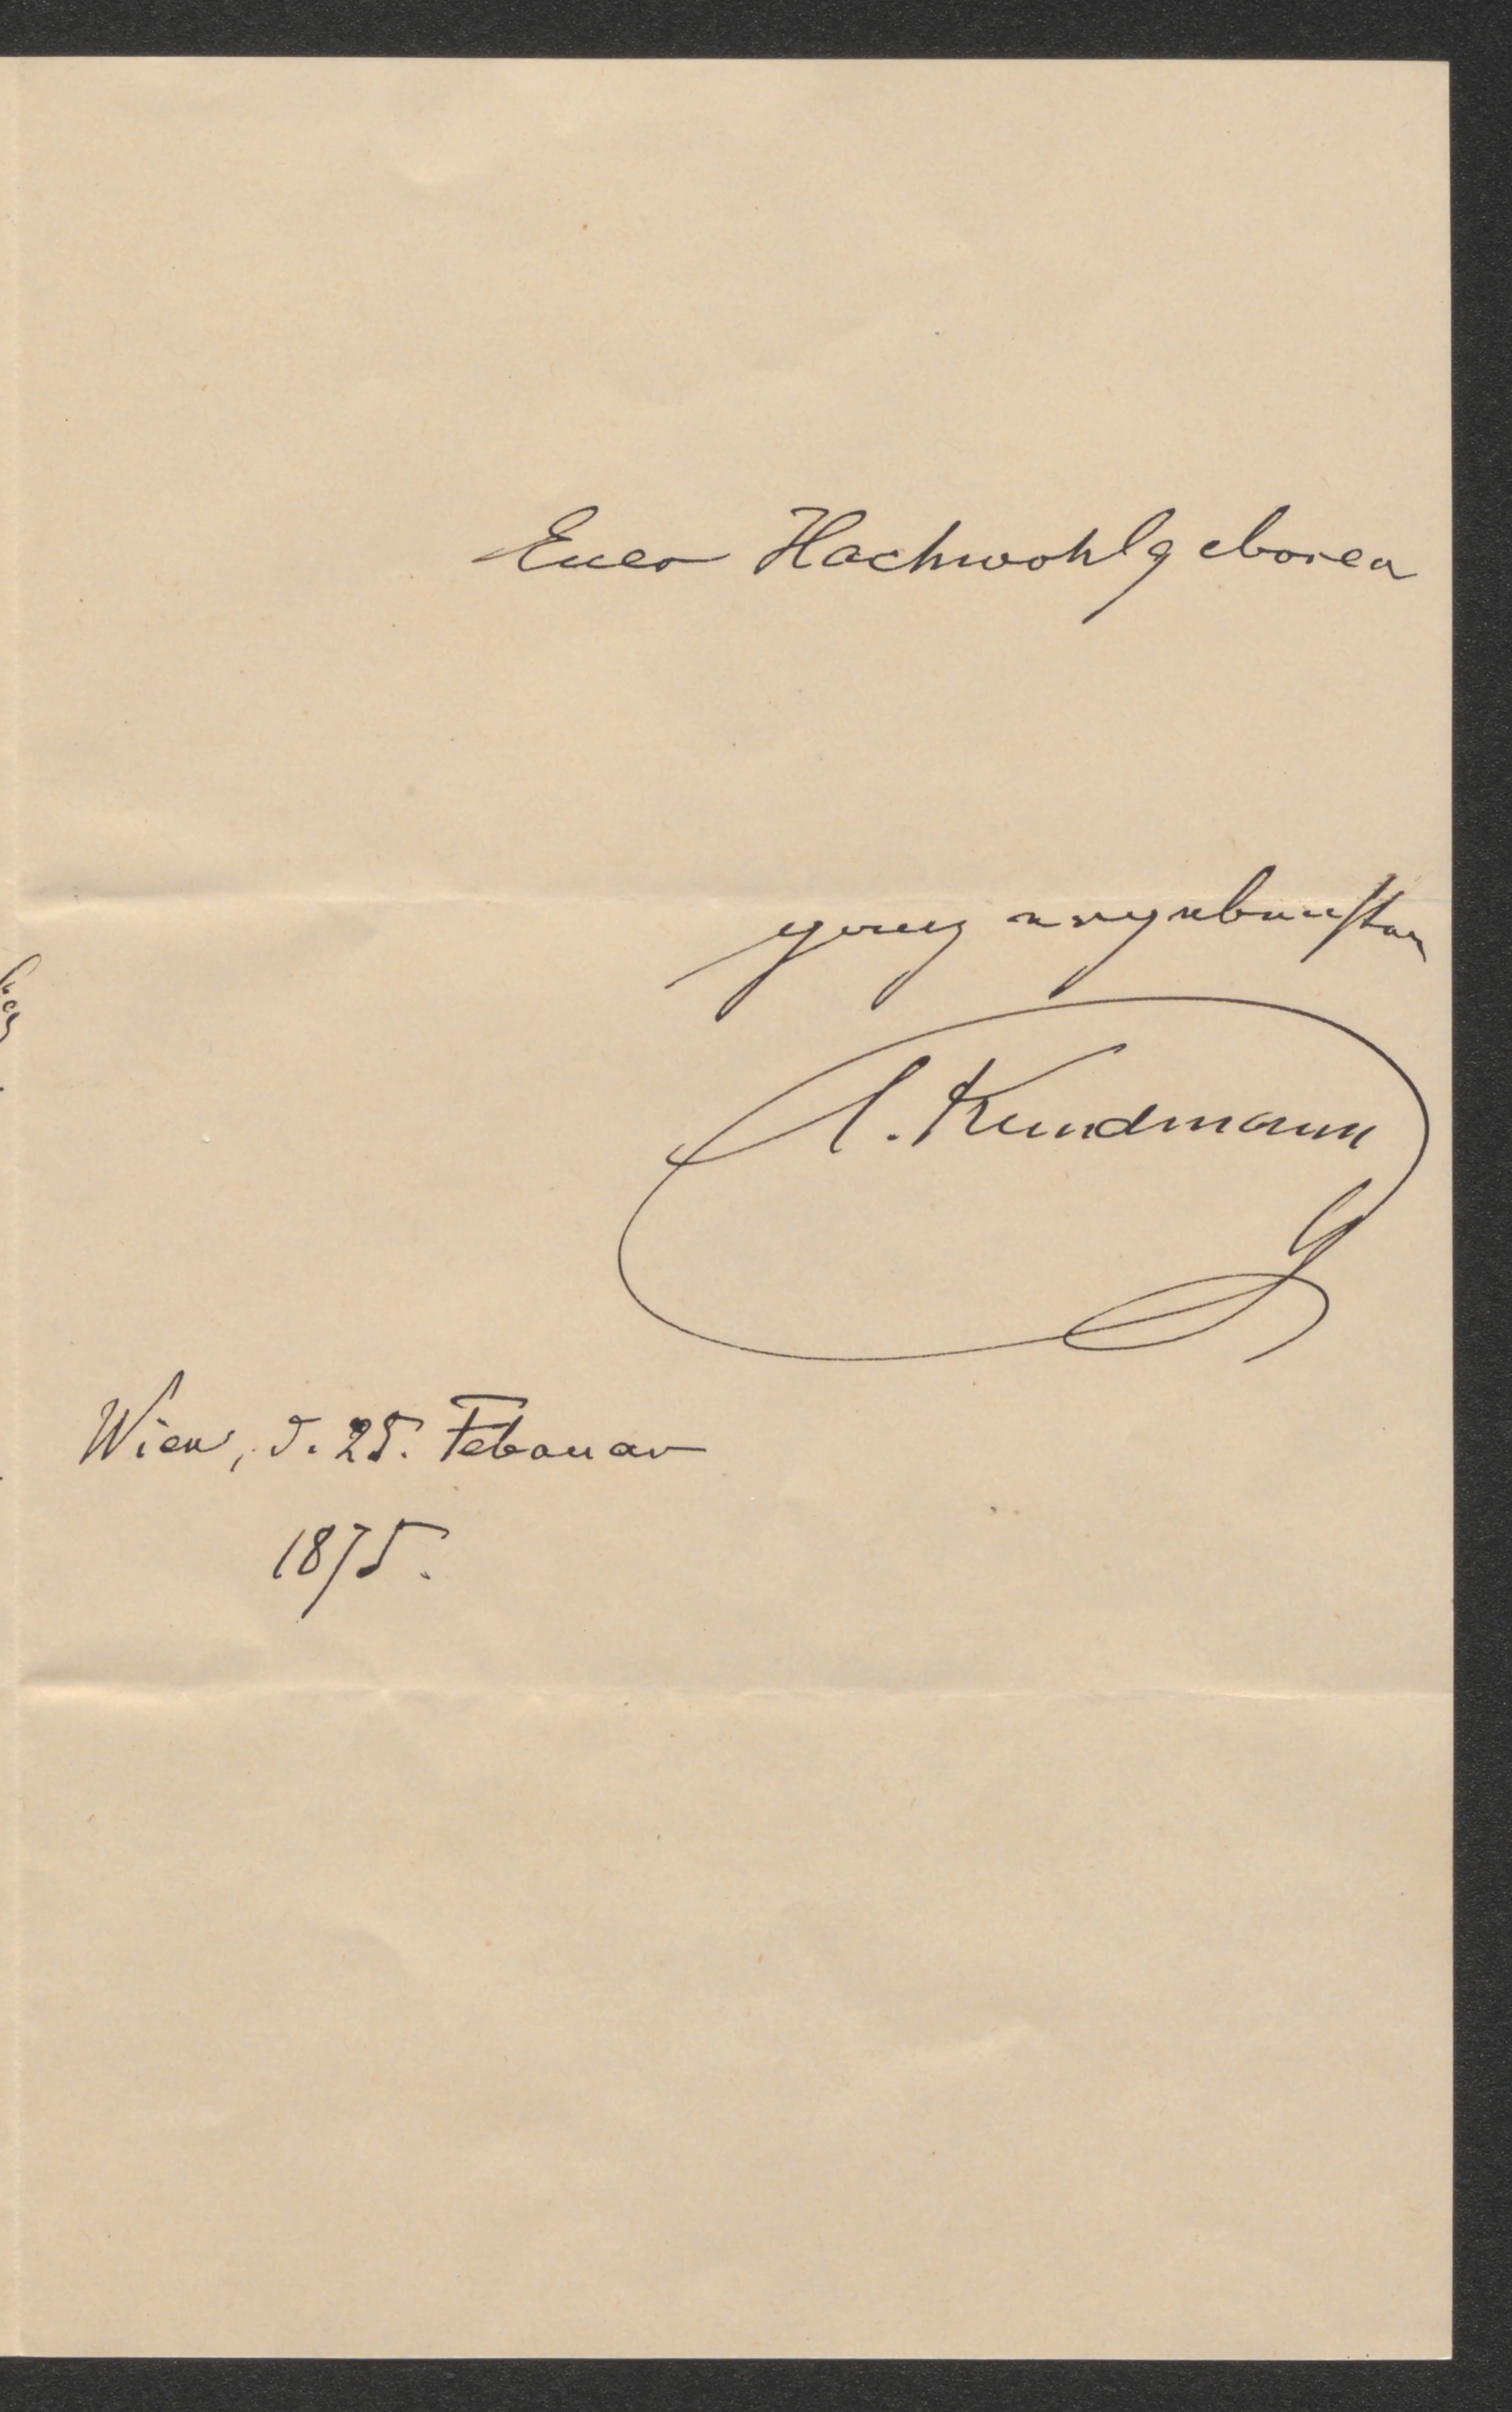 Euer Hochwohlgeboren
ganz ergebenster
C. Kundmann
Wien, d. 25. Februar
1875.